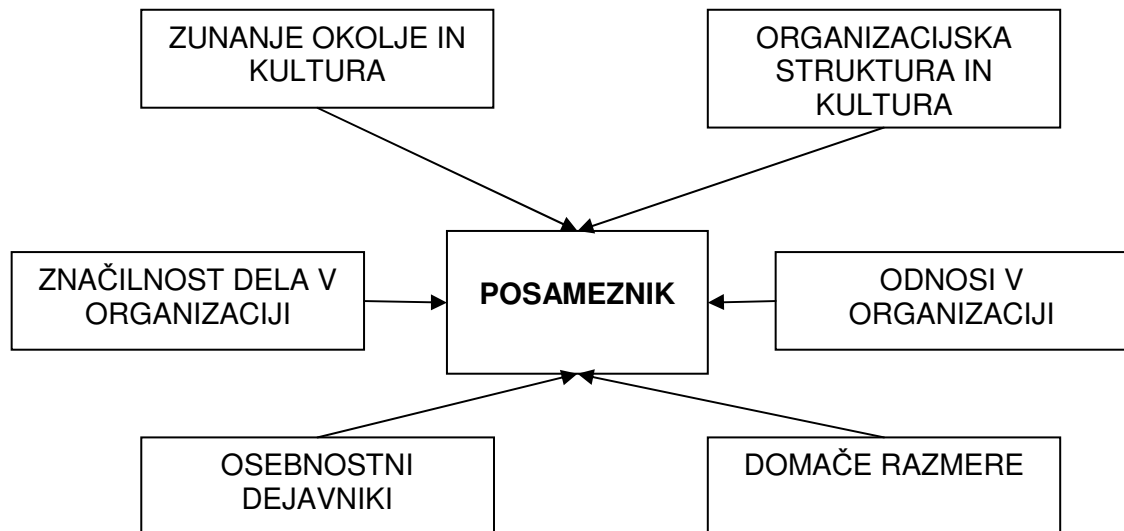 ZUNANJE OKOLJE IN
KULTURA
ORGANIZACIJSKA
STRUKTURA IN
KULTURA
ZNAČILNOST DELA V
ORGANIZACIJI
POSAMEZNIK
ODNOSI V
ORGANIZACIJI
OSEBNOSTNI
DEJAVNIKI
DOMAČE RAZMERE